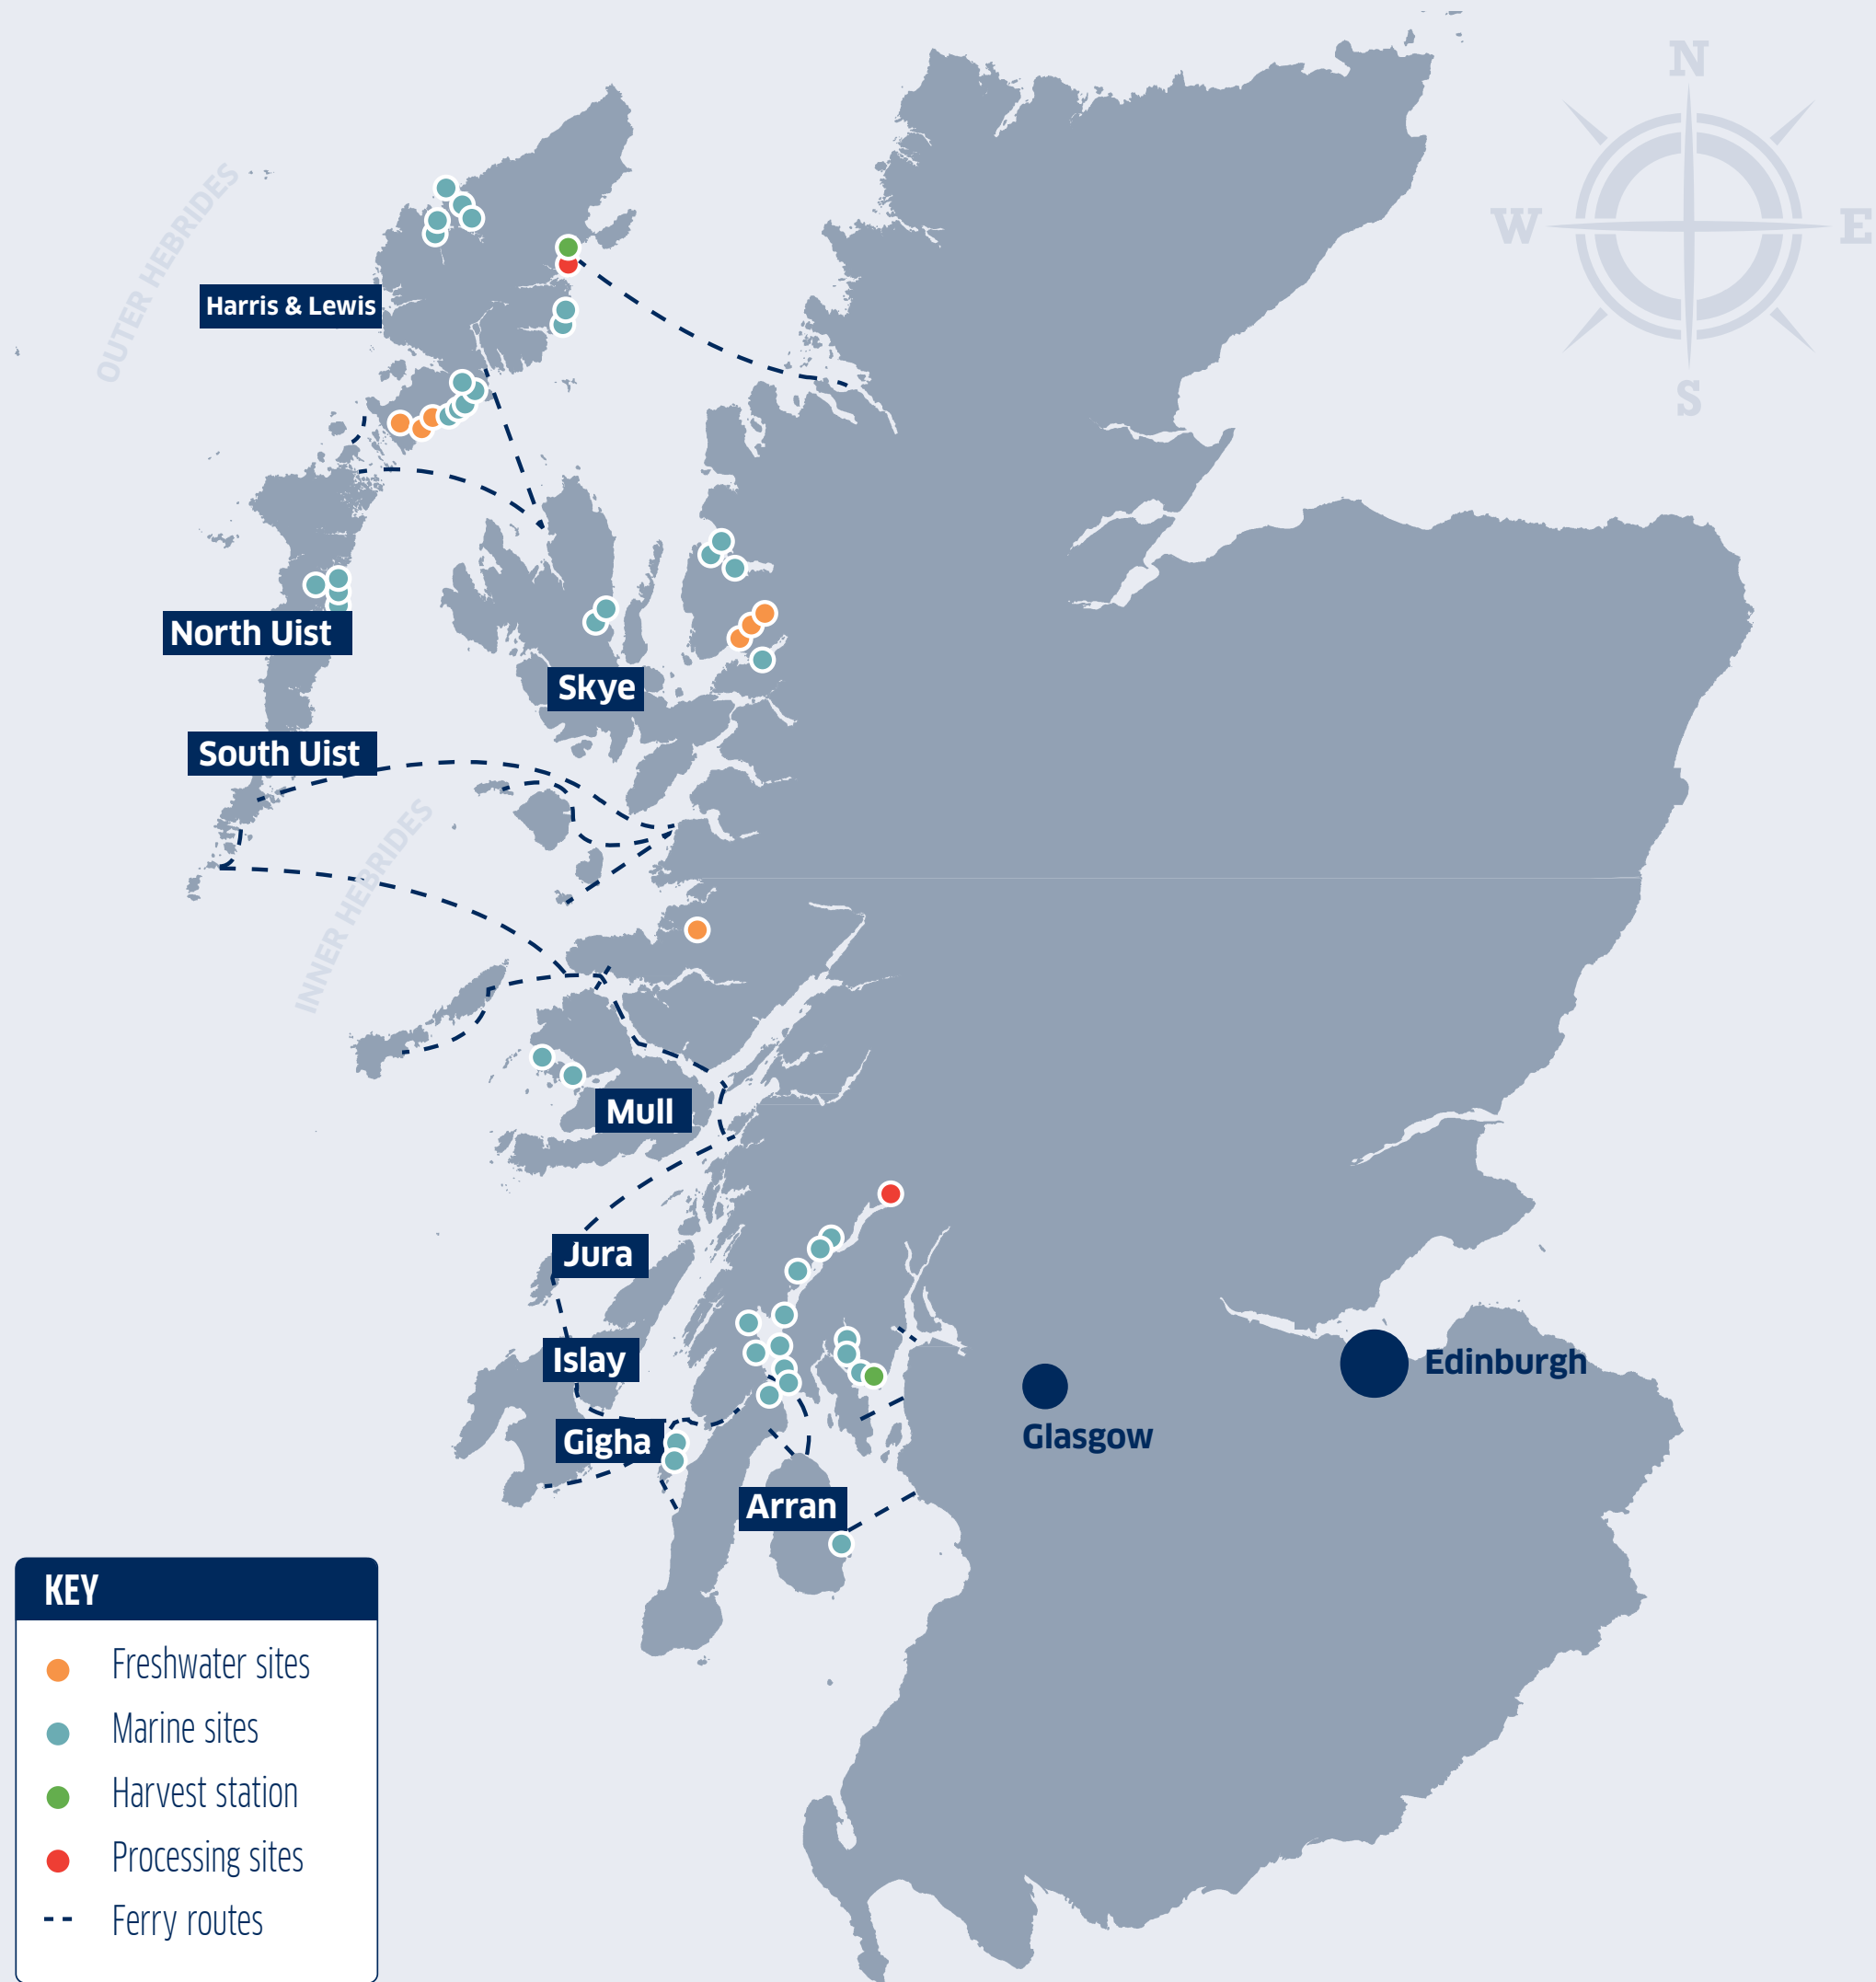 N
W
E
S
OUTER HEBRIDES
Harris & Lewis
North Uist
Skye
South Uist
INNER HEBRIDES
Mull
Jura
Islay
Gigha
Arran
Edinburgh
Glasgow
KEY
Freshwater sites
Marine sites
Harvest station
Processing sites
Ferry routes